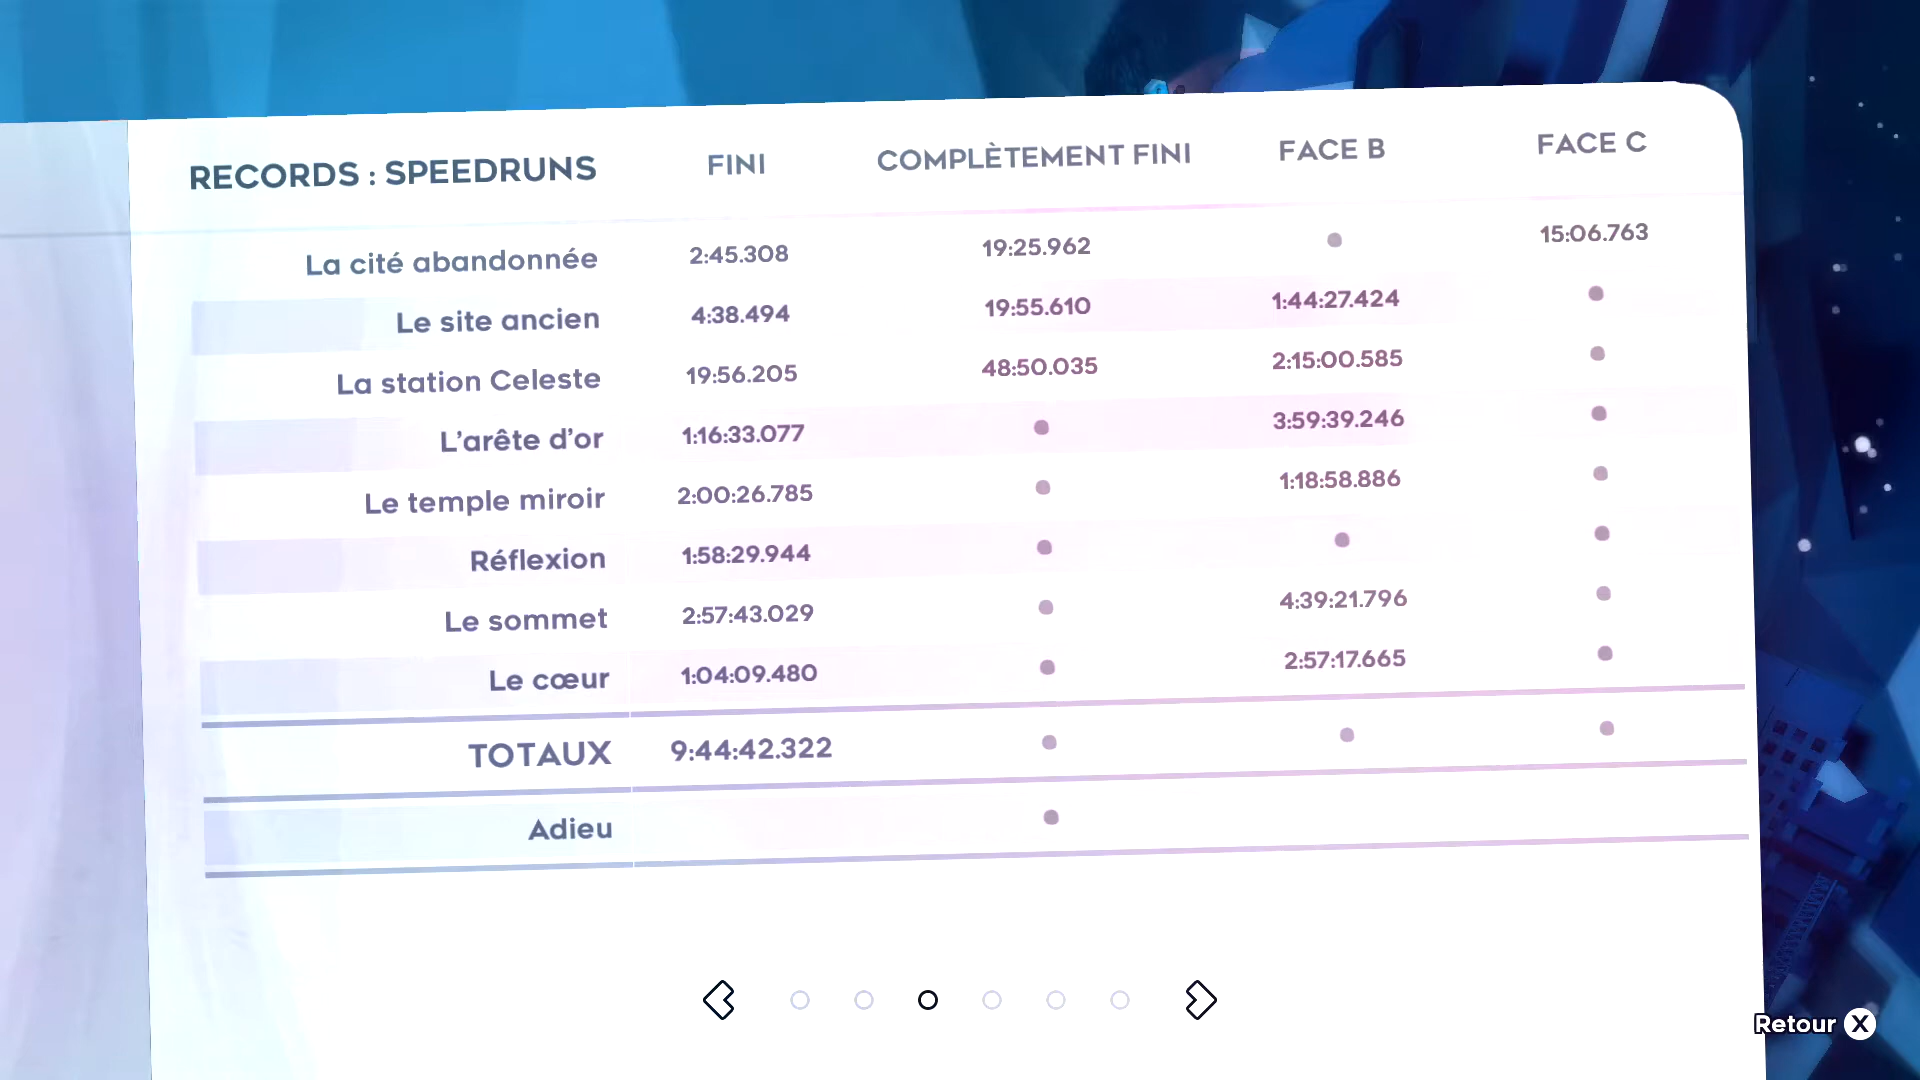 RECORDS : SPEEDRUNS FINI COMPLÈTEMENT FINI FACE B FACE C
La cité abandonnée 2:45.308 19:25.962 15:06.763
Le site ancien 4:38.494 19:55.610 1:44:27.424
La station Celeste 19:56.205 48:50.035 2:15:00.585
L'arête d'or 1:16:33.077 3:59:39.246
Le temple miroir 2:00:26.785 1:18:58.886
Réflexion 1:58:29.944
Le sommet 2:57:43.029 4:39:21.796
Le cœur 1:04:09.480 2:57:17.665
TOTAUX 9:44:42.322
Adieu
Retour X